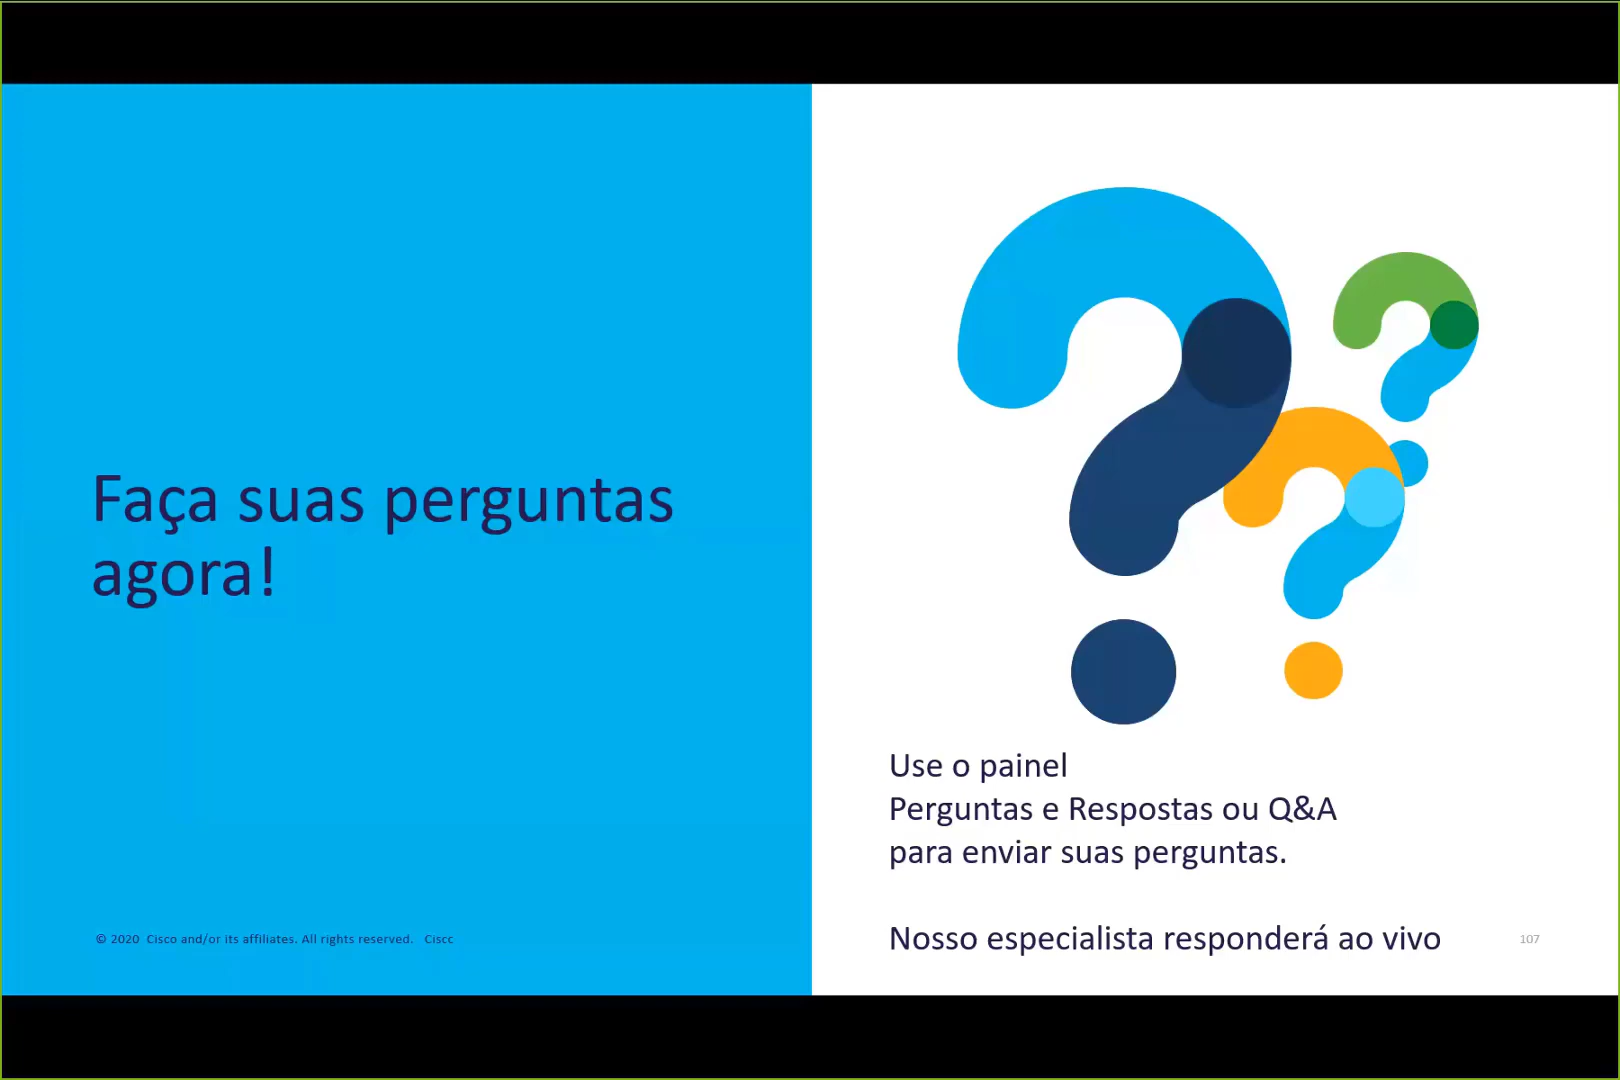 Faça suas perguntas
agora!
Use o painel
Perguntas e Respostas ou Q&A
para enviar suas perguntas.
Nosso especialista responderá ao vivo
© 2020 Cisco and/or its affiliates. All rights reserved. Ciscc
107